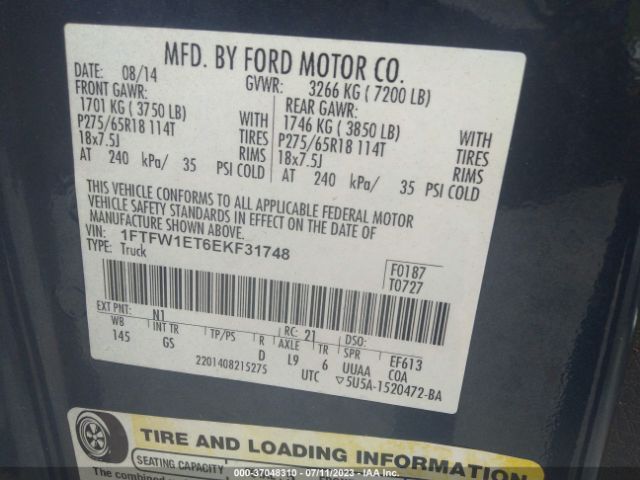 MFD. BY FORD MOTOR CO.
DATE: 08/14 GVWR: 3266 KG ( 7200 LB)
FRONT GAWR: REAR GAWR:
1701 KG ( 3750 LB) WITH 1746 KG ( 3850 LB) WITH
P275/65R18 114T TIRES P275/65R18 114T TIRES
18x7.5J RIMS 18x7.5J RIMS
AT 240 kPa/ 35 PSI COLD AT 240 kPa/ 35 PSI COLD
THIS VEHICLE CONFORMS TO ALL APPLICABLE FEDERAL MOTOR
VEHICLE SAFETY STANDARDS IN EFFECT ON THE DATE OF
MANUFACTURE SHOWN ABOVE.
VIN: 1FTFW1ET6EKF31748
TYPE: Truck
F0187
T0727
EXT PNT: N1 RC: 21 DSO:
WB INT TR TP/PS R AXLE TR SPR EF613
145 GS D L9 6 UUAA COA
2201408215275 UTC ▽5U5A-1520472-BA
TIRE AND LOADING INFORMATION
SEATING CAPACITY
The combined
000-37048310 - 07/11/2023 - IAA Inc.